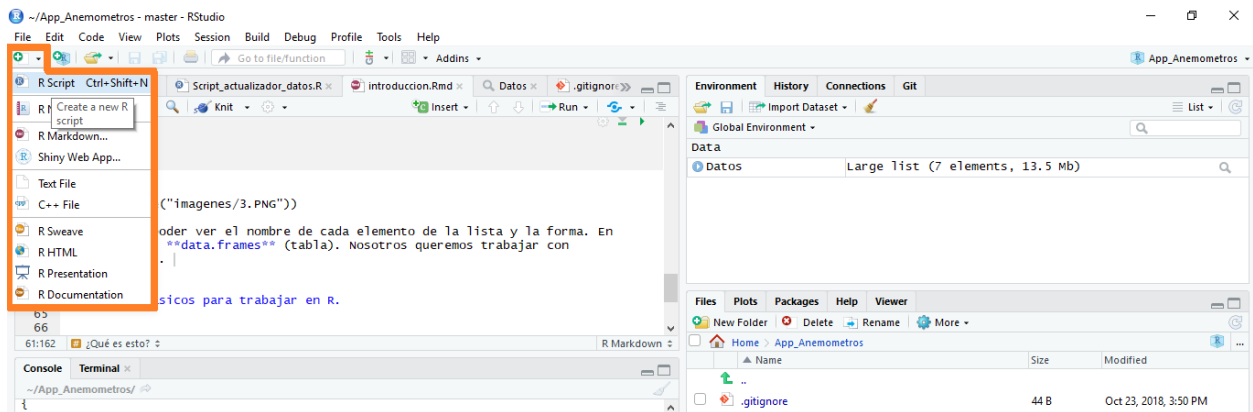 ~/App_Anemometros - master - RStudio
File Edit Code View Plots Session Build Debug Profile Tools Help
Go to file/function Addins App_Anemometros
R Script Ctrl+Shift+N
R N
Create a new R
script
R Markdown...
Shiny Web App...
Text File
C++ File
R Sweave
R HTML
R Presentation
R Documentation
Script_actualizador_datos.R introduccion.Rmd Datos .gitignore
Knit Insert Run
("imagenes/3.PNG"))
oder ver el nombre de cada elemento de la lista y la forma. En
**data.frames** (tabla). Nosotros queremos trabajar con
.
sicos para trabajar en R.
65
66
61:162 ¿Qué es esto? R Markdown
Console Terminal
~/App_Anemometros/
{
Environment History Connections Git
Import Dataset List
Global Environment
Data
Datos Large list (7 elements, 13.5 Mb)
Files Plots Packages Help Viewer
New Folder Delete Rename More
Home App_Anemometros ...
Name Size Modified
..
.gitignore 44 B Oct 23, 2018, 3:50 PM